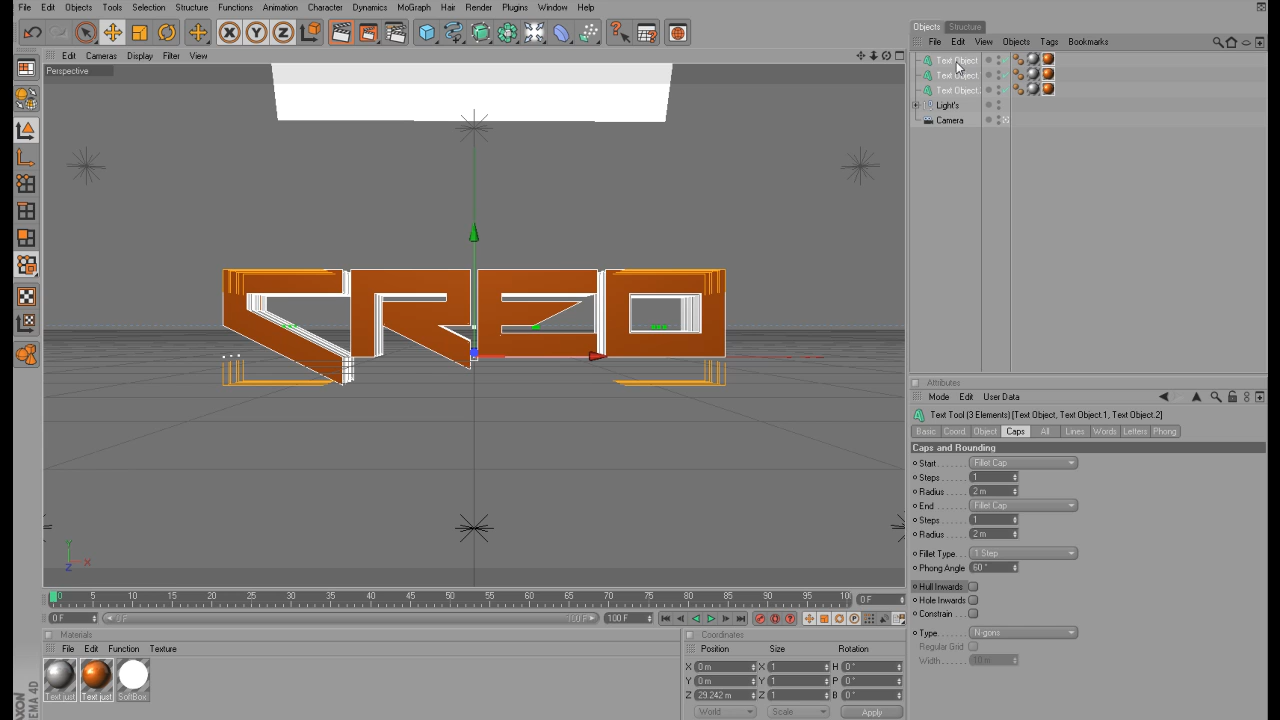 File Edit Objects Tools Selection Structure Functions Animation Character Dynamics MoGraph Hair Render Plugins Window Help
Edit Cameras Display Filter View
Perspective
CREO
Y
X
Z
Objects Structure
File Edit View Objects Tags Bookmarks
Text Object
Text Object.
Text Object.
Light's
Camera
Attributes
Mode Edit User Data
Text Tool (3 Elements) [Text Object, Text Object.1, Text Object.2]
Basic Coord. Object Caps All Lines Words Letters Phong
Caps and Rounding
Start Fillet Cap
Steps 1
Radius 2 m
End Fillet Cap
Steps 1
Radius 2 m
Fillet Type 1 Step
Phong Angle 60 °
Hull Inwards
Hole Inwards
Constrain
Type N-gons
Regular Grid
Width 10 m
0 5 10 15 20 25 30 35 40 45 50 55 60 65 70 75 80 85 90 95 100 0 F
0 F 0 F 100 F 100 F
Materials
File Edit Function Texture
Text just Text just SoftBox
Coordinates
Position Size Rotation
X 0 m X 1 H 0 °
Y 0 m Y 1 P 0 °
Z 29.242 m Z 1 B 0 °
World Scale Apply
AXON
EMA 4D